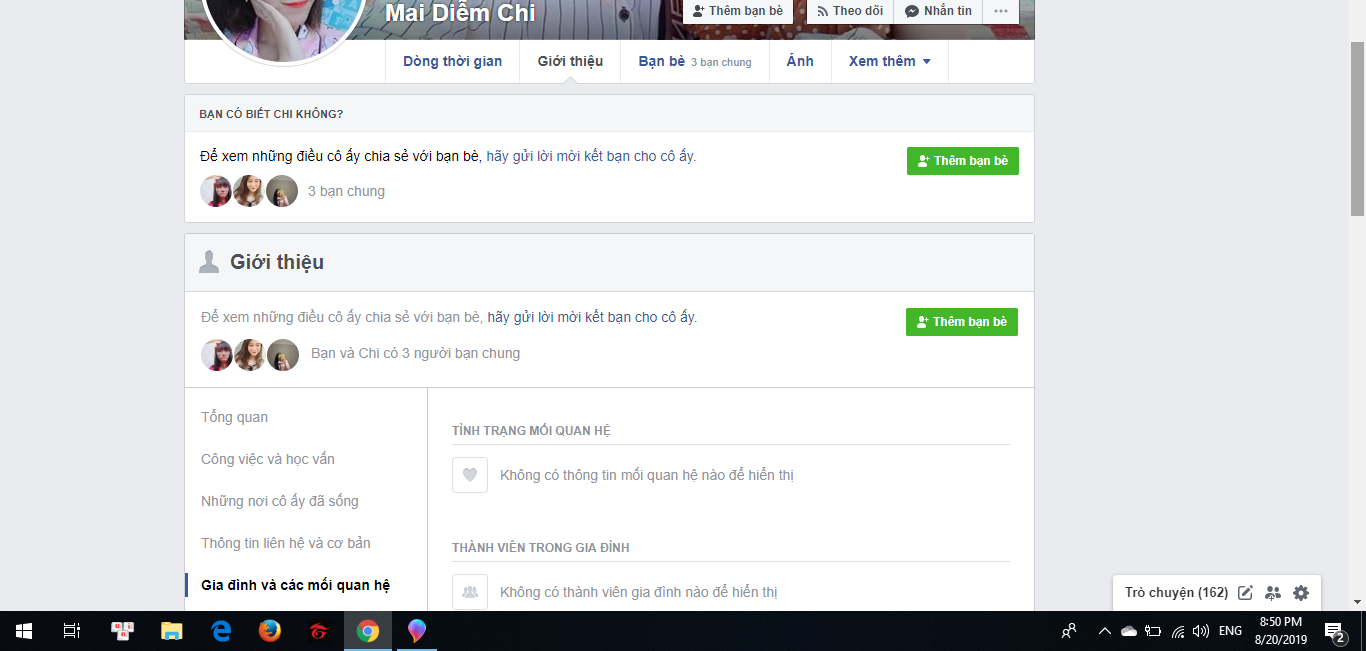 Mai Diễm Chi
Thêm bạn bè
Theo dõi
Nhắn tin
Dòng thời gian
Giới thiệu
Bạn bè 3 bạn chung
Ảnh
Xem thêm
BẠN CÓ BIẾT CHI KHÔNG?
Để xem những điều cô ấy chia sẻ với bạn bè, hãy gửi lời mời kết bạn cho cô ấy.
Thêm bạn bè
3 bạn chung
Giới thiệu
Để xem những điều cô ấy chia sẻ với bạn bè, hãy gửi lời mời kết bạn cho cô ấy.
Thêm bạn bè
Bạn và Chi có 3 người bạn chung
Tổng quan
Công việc và học vấn
Những nơi cô ấy đã sống
Thông tin liên hệ và cơ bản
Gia đình và các mối quan hệ
TÌNH TRẠNG MỐI QUAN HỆ
Không có thông tin mối quan hệ nào để hiển thị
THÀNH VIÊN TRONG GIA ĐÌNH
Không có thành viên gia đình nào để hiển thị
Trò chuyện (162)
ENG
8:50 PM
8/20/2019
2